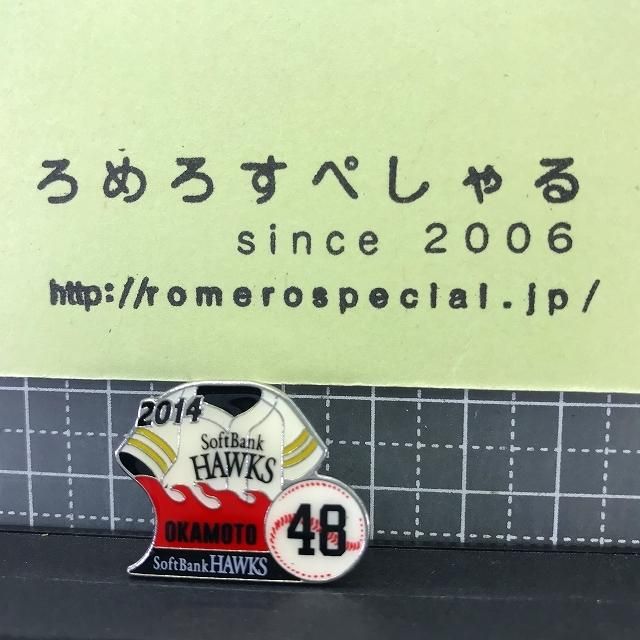 ろめろすぺしゃる
since 2006
http://romerospecial.jp/
2014
SoftBank
HAWKS
OKAMOTO
48
SoftBank HAWKS